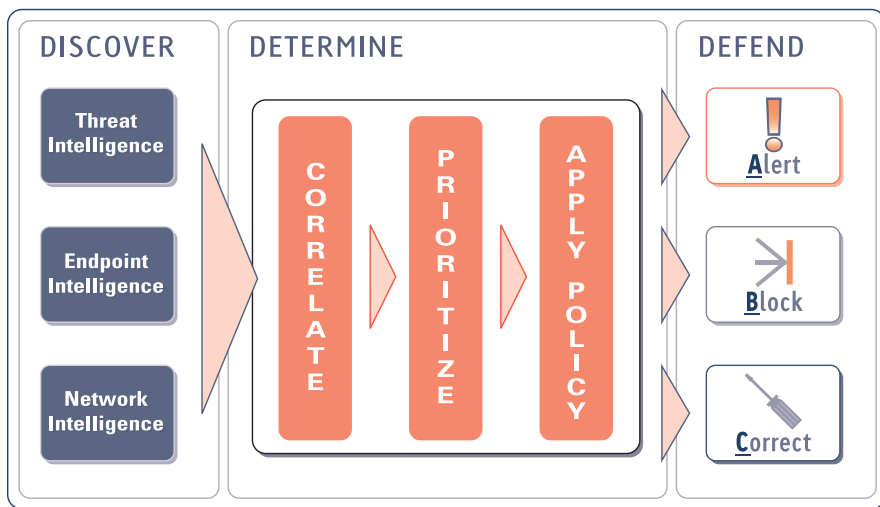 DISCOVER
Threat
Intelligence
Endpoint
Intelligence
Network
Intelligence
DETERMINE
CORRELATE
PRIORITIZE
APPLY POLICY
DEFEND
Alert
Block
Correct